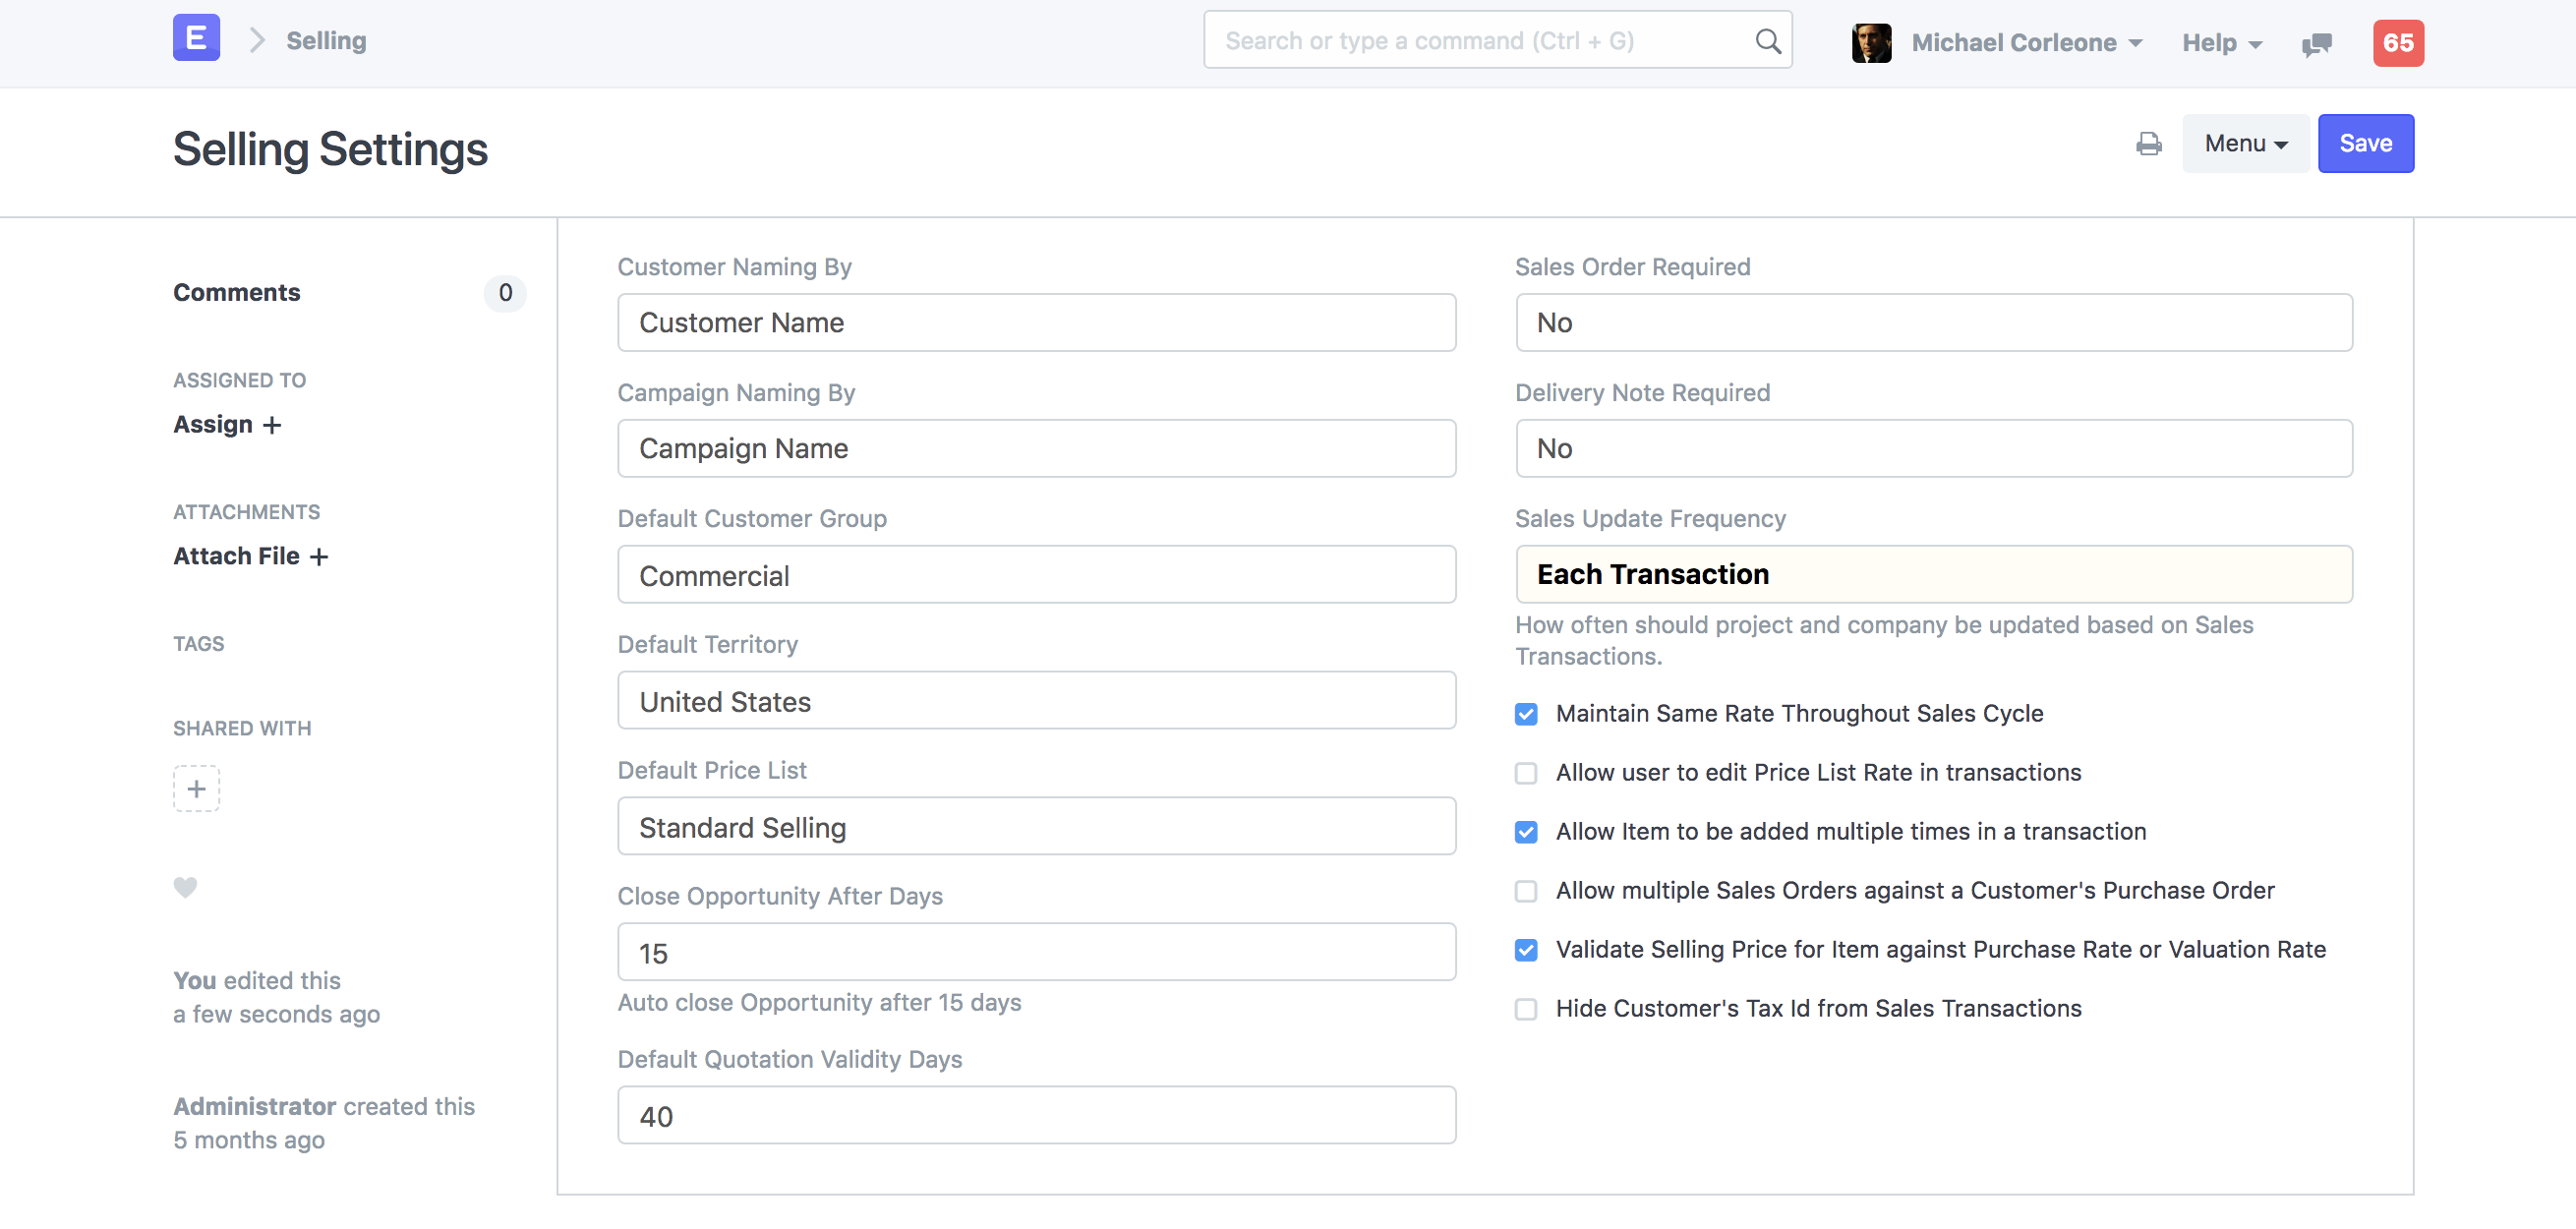 E
Selling
Search or type a command (Ctrl + G)
Michael Corleone
Help
65
Selling Settings
Menu
Save
Comments
0
ASSIGNED TO
Assign +
ATTACHMENTS
Attach File +
TAGS
SHARED WITH
+
You edited this
a few seconds ago
Administrator created this
5 months ago
Customer Naming By
Customer Name
Campaign Naming By
Campaign Name
Default Customer Group
Commercial
Default Territory
United States
Default Price List
Standard Selling
Close Opportunity After Days
15
Auto close Opportunity after 15 days
Default Quotation Validity Days
40
Sales Order Required
No
Delivery Note Required
No
Sales Update Frequency
Each Transaction
How often should project and company be updated based on Sales
Transactions.
Maintain Same Rate Throughout Sales Cycle
Allow user to edit Price List Rate in transactions
Allow Item to be added multiple times in a transaction
Allow multiple Sales Orders against a Customer's Purchase Order
Validate Selling Price for Item against Purchase Rate or Valuation Rate
Hide Customer's Tax Id from Sales Transactions